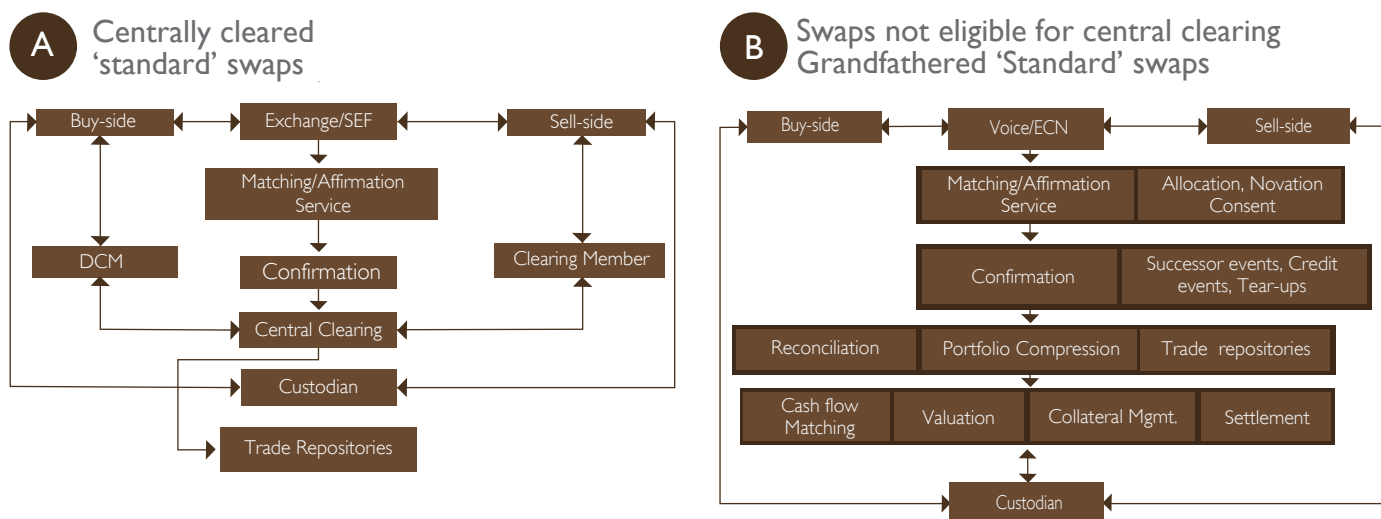 A
Centrally cleared
‘standard’ swaps
Buy-side
Exchange/SEF
Sell-side
Matching/Affirmation
Service
DCM
Confirmation
Clearing Member
Central Clearing
Custodian
Trade Repositories
B
Swaps not eligible for central clearing
Grandfathered ‘Standard’ swaps
Buy-side
Voice/ECN
Sell-side
Matching/Affirmation
Service
Allocation, Novation
Consent
Confirmation
Successor events, Credit
events, Tear-ups
Reconciliation
Portfolio Compression
Trade repositories
Cash flow
Matching
Valuation
Collateral Mgmt.
Settlement
Custodian